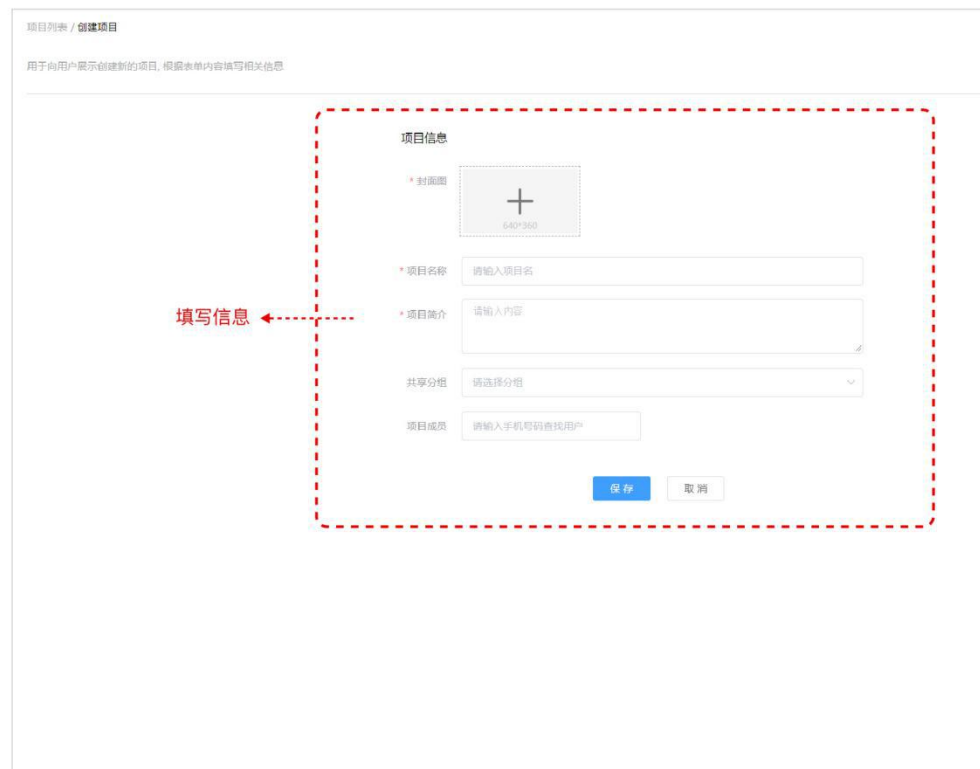 项目列表 / 创建项目
用于向用户展示创建新的项目, 根据表单内容填写相关信息
项目信息
* 封面图
640*360
* 项目名称 请输入项目名
填写信息
* 项目简介 请输入内容
共享分组 请选择分组
项目成员 请输入手机号码查找用户
保存 取消